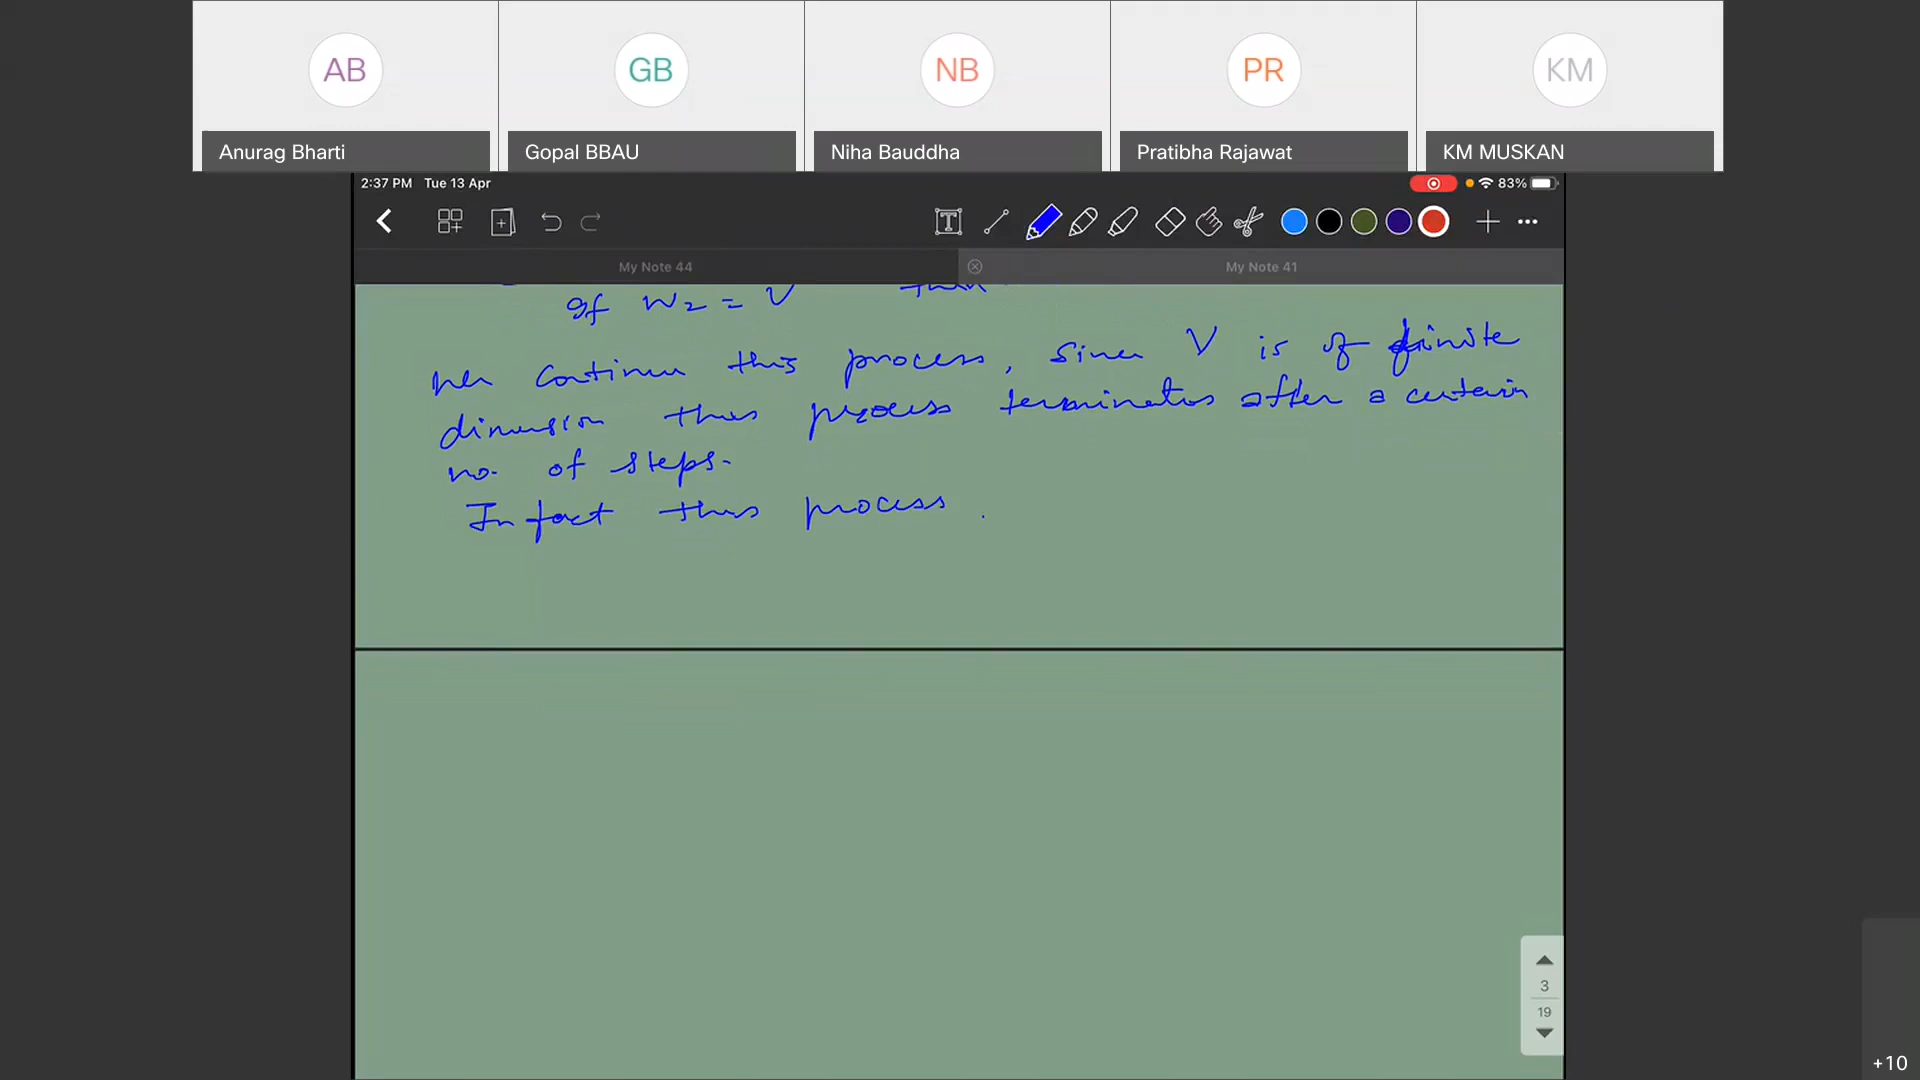 AB GB NB PR KM
Anurag Bharti Gopal BBAU Niha Bauddha Pratibha Rajawat KM MUSKAN
2:37 PM Tue 13 Apr 83%
My Note 44 My Note 41
If W2 = V then
We continue this process, since V is of finite
dimension this process terminates after a certain
no. of steps.
In fact this process .
3
19
+10